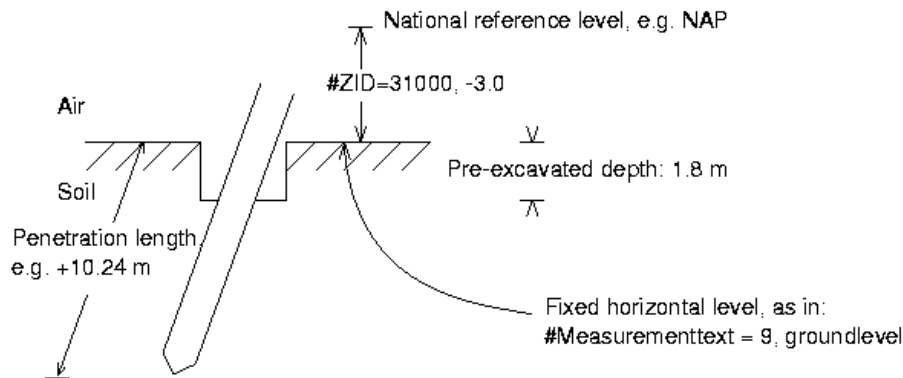 National reference level, e.g. NAP
#ZID=31000, -3.0
Air
Pre-excavated depth: 1.8 m
Soil
Penetration length,
e.g. +10.24 m
Fixed horizontal level, as in:
#Measurementtext = 9, groundlevel